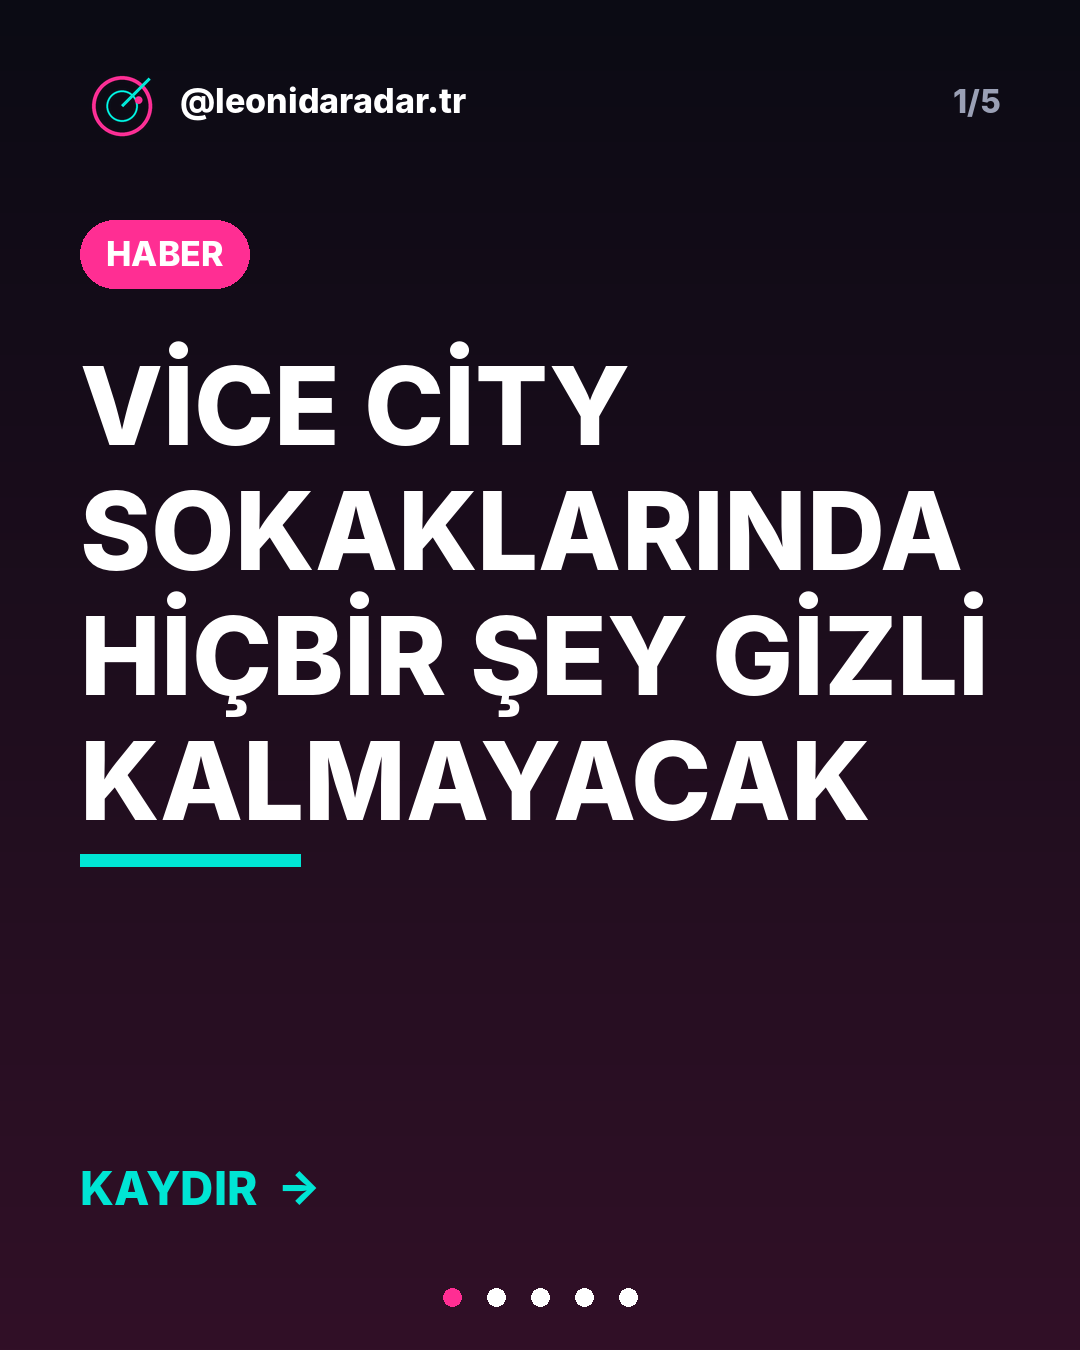 @leonidaradar.tr
1/5
HABER
VİCE CİTY
SOKAKLARINDA
HİÇBİR ŞEY GİZLİ
KALMAYACAK
KAYDIR →